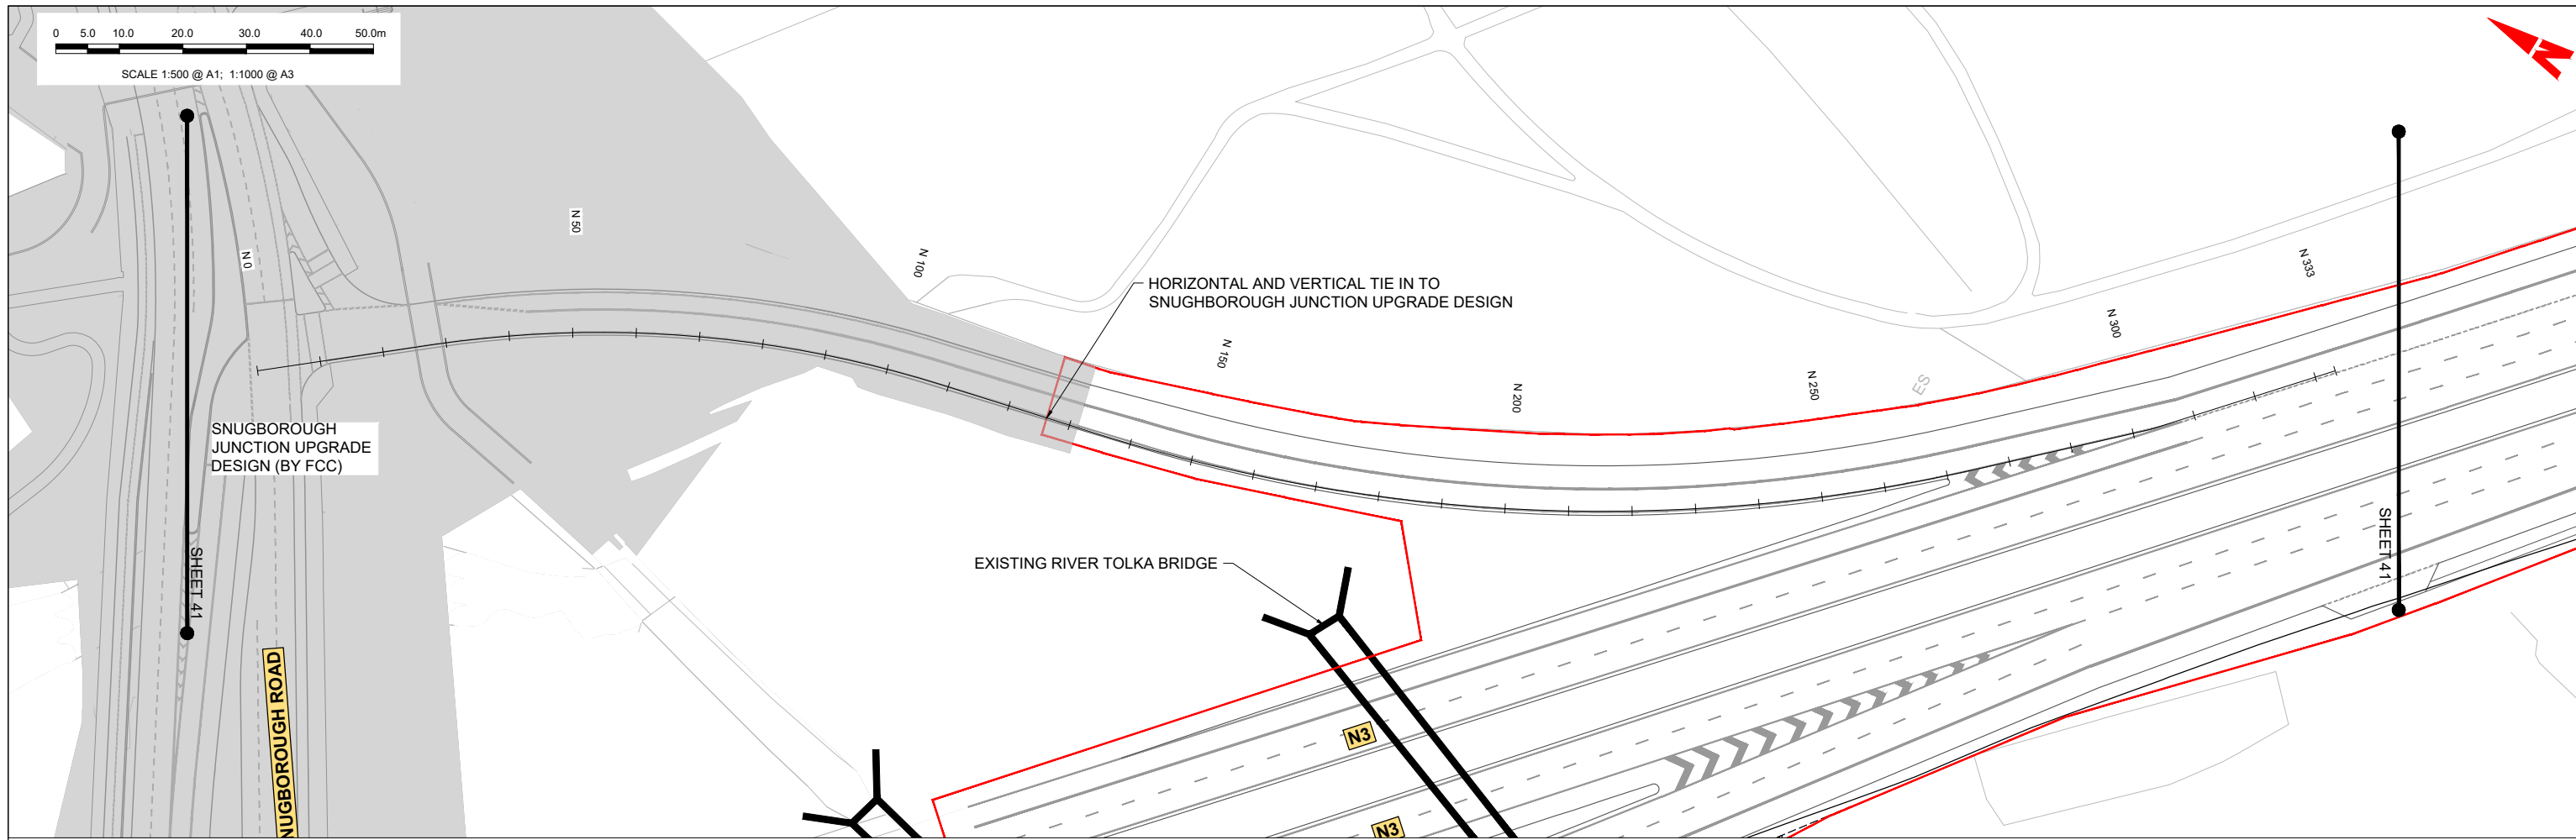 0 5.0 10.0 20.0 30.0 40.0 50.0m
SCALE 1:500 @ A1; 1:1000 @ A3
N
N 0
N 50
N 100
HORIZONTAL AND VERTICAL TIE IN TO
SNUGHBOROUGH JUNCTION UPGRADE DESIGN
N 150
N 200
N 250
ES
N 300
N 333
SNUGBOROUGH
JUNCTION UPGRADE
DESIGN (BY FCC)
SHEET 41
SHEET 41
EXISTING RIVER TOLKA BRIDGE
NUGBOROUGH ROAD
N3
N3